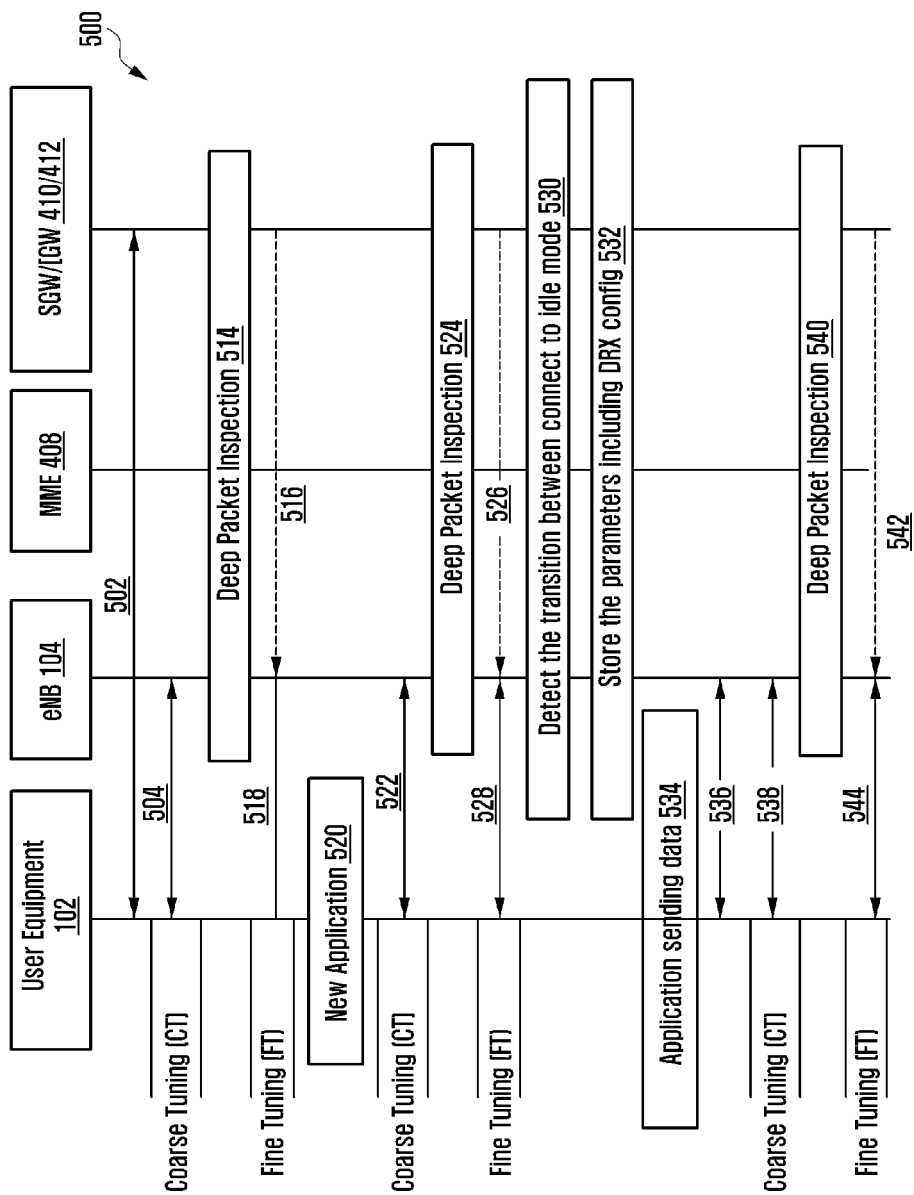 500
User Equipment
102
eNB 104
MME 408
SGW/[GW 410/412
502
Coarse Tuning (CT)
504
Deep Packet Inspection 514
516
Fine Tuning (FT)
518
New Application 520
Coarse Tuning (CT)
522
Deep Packet Inspection 524
526
Fine Tuning (FT)
528
Detect the transition between connect to idle mode 530
Store the parameters including DRX config 532
Application sending data 534
536
Coarse Tuning (CT)
538
Deep Packet Inspection 540
Fine Tuning (FT)
544
542